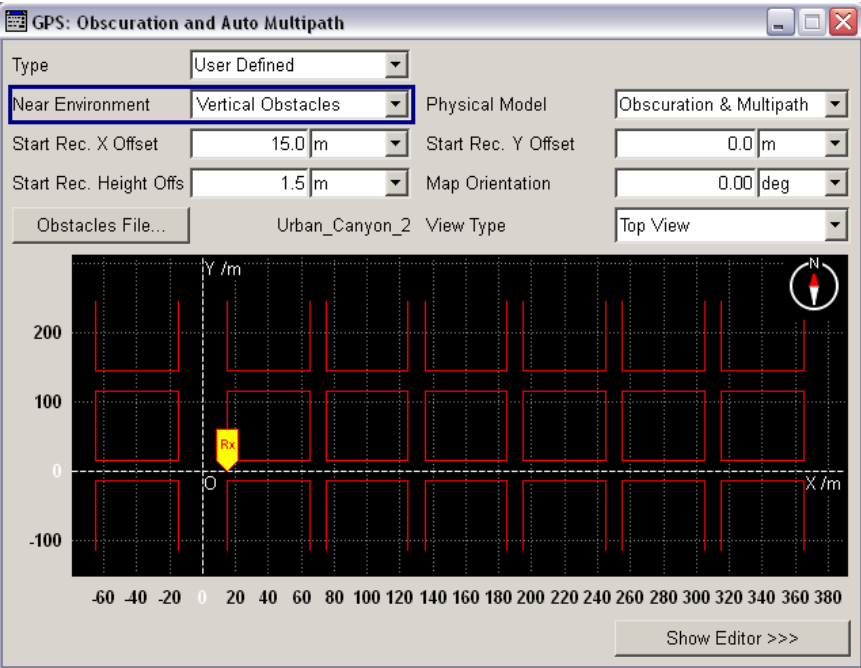 GPS: Obscuration and Auto Multipath
Type User Defined
Near Environment Vertical Obstacles Physical Model Obscuration & Multipath
Start Rec. X Offset 15.0 m Start Rec. Y Offset 0.0 m
Start Rec. Height Offs 1.5 m Map Orientation 0.00 deg
Obstacles File... Urban_Canyon_2 View Type Top View
Y /m N
200
100
Rx
0
O X /m
-100
-60 -40 -20 0 20 40 60 80 100 120 140 160 180 200 220 240 260 280 300 320 340 360 380
Show Editor >>>